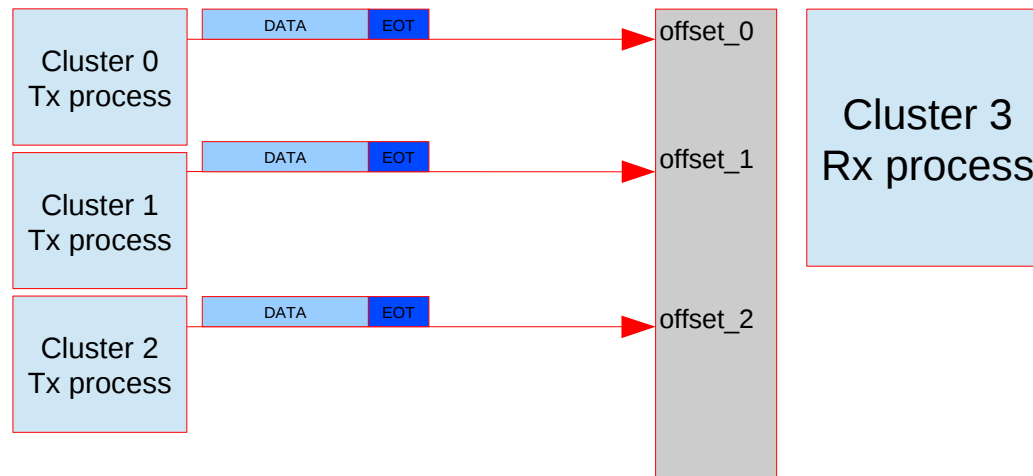 Cluster 0
Tx process
DATA EOT
offset_0
Cluster 1
Tx process
DATA EOT
offset_1
Cluster 2
Tx process
DATA EOT
offset_2
Cluster 3
Rx process